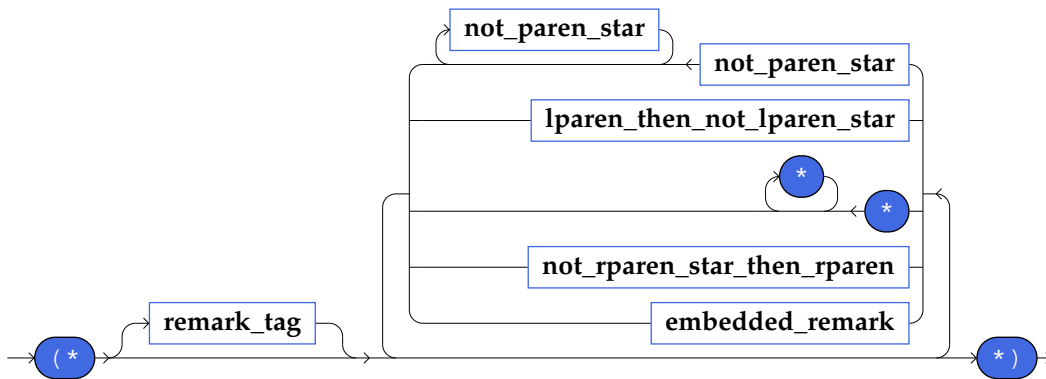 not_paren_star
not_paren_star
lparen_then_not_lparen_star
*
*
not_rparen_star_then_rparen
remark_tag
embedded_remark
(*
*)